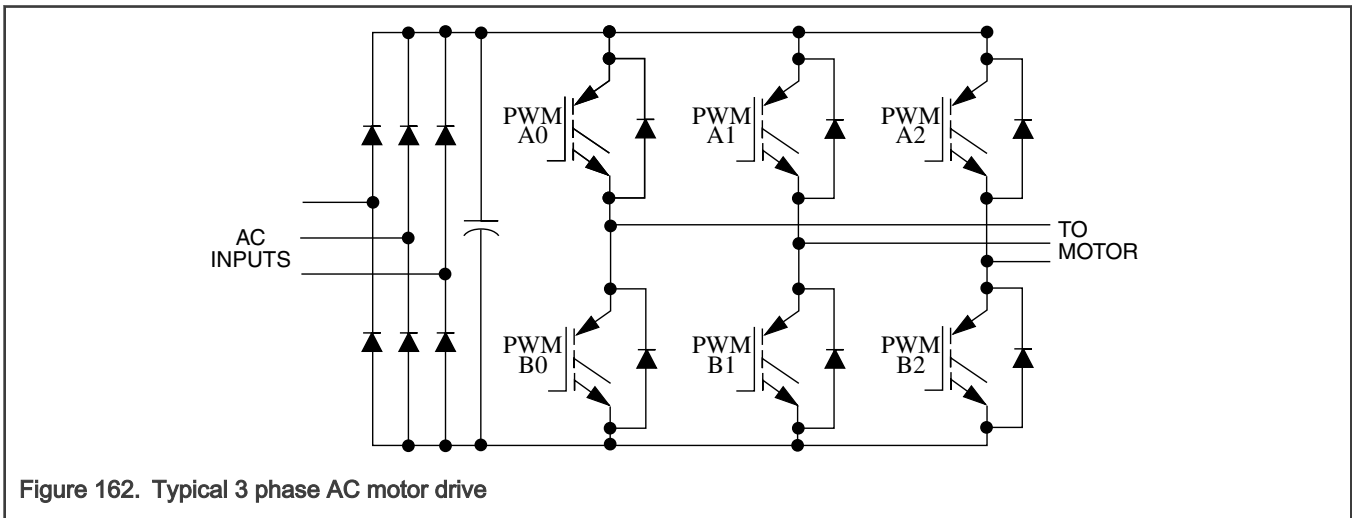 PWM
A0
PWM
A1
PWM
A2
AC
INPUTS
TO
MOTOR
PWM
B0
PWM
B1
PWM
B2
Figure 162. Typical 3 phase AC motor drive